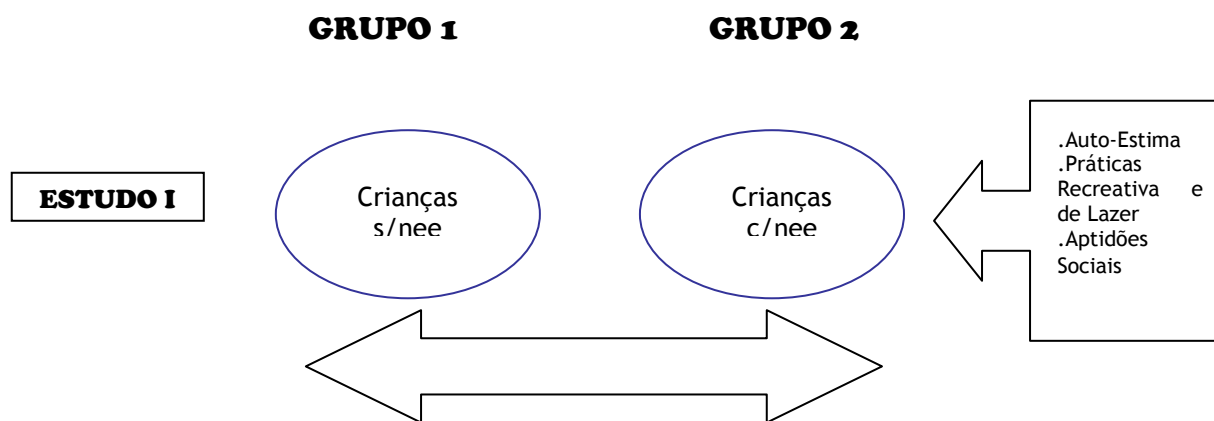 GRUPO 1 GRUPO 2
ESTUDO I
Crianças
s/nee
Crianças
c/nee
.Auto-Estima
.Práticas
Recreativa e
de Lazer
.Aptidões
Sociais